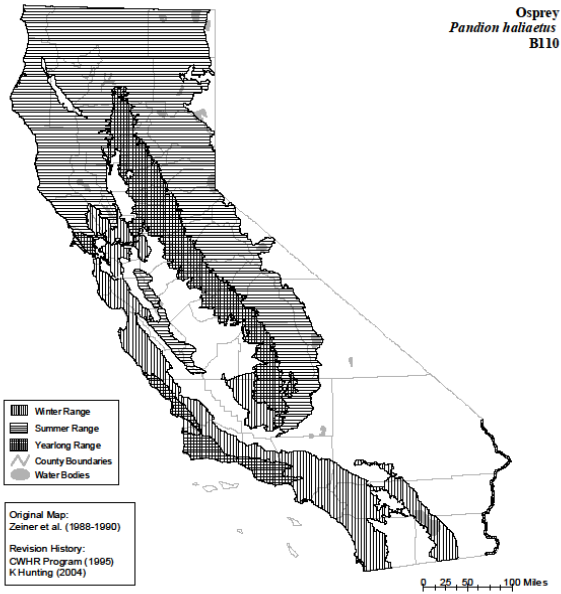 Osprey
Pandion haliaetus
B110
Winter Range
Summer Range
Yearlong Range
County Boundaries
Water Bodies
Original Map:
Zeiner et al. (1988-1990)
Revision History:
CWHR Program (1995)
K Hunting (2004)
0 25 50 100 Miles